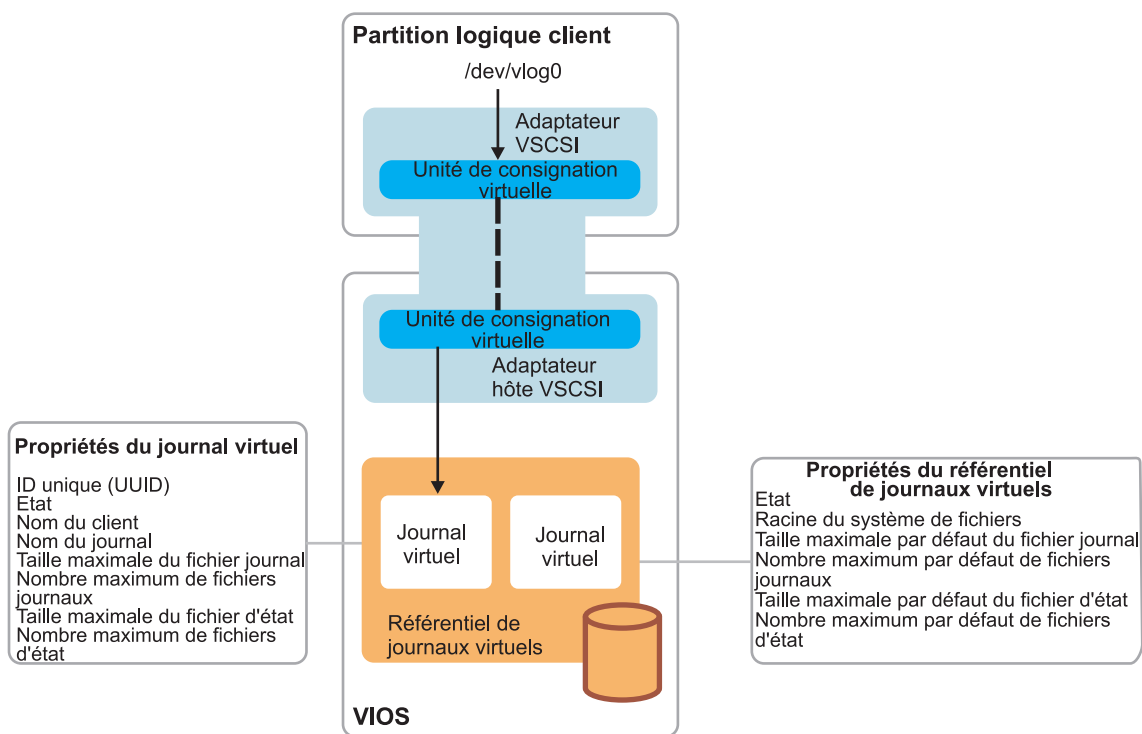 Partition logique client
/dev/vlog0
Adaptateur
VSCSI
Unité de consignation
virtuelle
Unité de consignation
virtuelle
Adaptateur
hôte VSCSI
Propriétés du journal virtuel
ID unique (UUID)
Etat
Nom du client
Nom du journal
Taille maximale du fichier journal
Nombre maximum de fichiers
journaux
Taille maximale du fichier d'état
Nombre maximum de fichiers
d'état
Journal
virtuel
Journal
virtuel
Référentiel de
journaux virtuels
VIOS
Propriétés du référentiel
de journaux virtuels
Etat
Racine du système de fichiers
Taille maximale par défaut du fichier journal
Nombre maximum par défaut de fichiers
journaux
Taille maximale par défaut du fichier d'état
Nombre maximum par défaut de fichiers
d'état